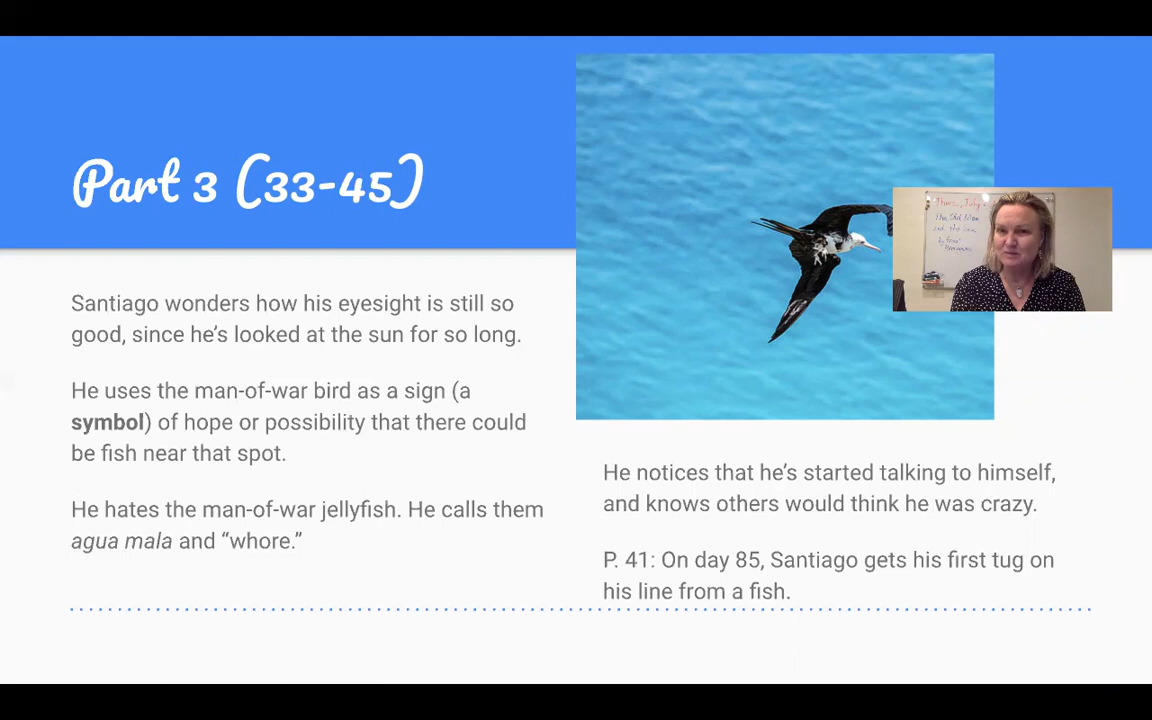 Part 3 (33-45)
Santiago wonders how his eyesight is still so
good, since he's looked at the sun for so long.
He uses the man-of-war bird as a sign (a
symbol) of hope or possibility that there could
be fish near that spot.
He hates the man-of-war jellyfish. He calls them
agua mala and “whore.”
He notices that he's started talking to himself,
and knows others would think he was crazy.
P. 41: On day 85, Santiago gets his first tug on
his line from a fish.
The Old Man
and the Sea